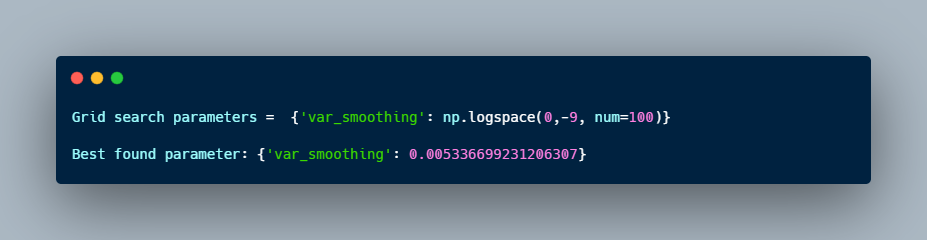 Grid search parameters =  {'var_smoothing': np.logspace(0,-9, num=100)}
Best found parameter: {'var_smoothing': 0.005336699231206307}